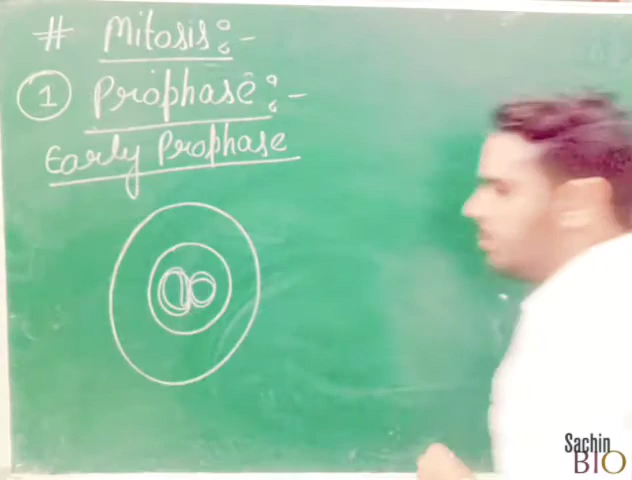 # Mitosis :-
① Prophase :-
Early Prophase
Sachin
BIO